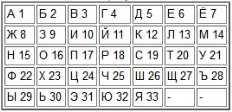 А 1 Б 2 В 3 Г 4 Д 5 Е 6 Ё 7
Ж 8 З 9 И 10 Й 11 К 12 Л 13 М 14
Н 15 О 16 П 17 Р 18 С 19 Т 20 У 21
Ф 22 Х 23 Ц 24 Ч 25 Ш 26 Щ 27 Ъ 28
Ы 29 Ь 30 Э 31 Ю 32 Я 33 - -